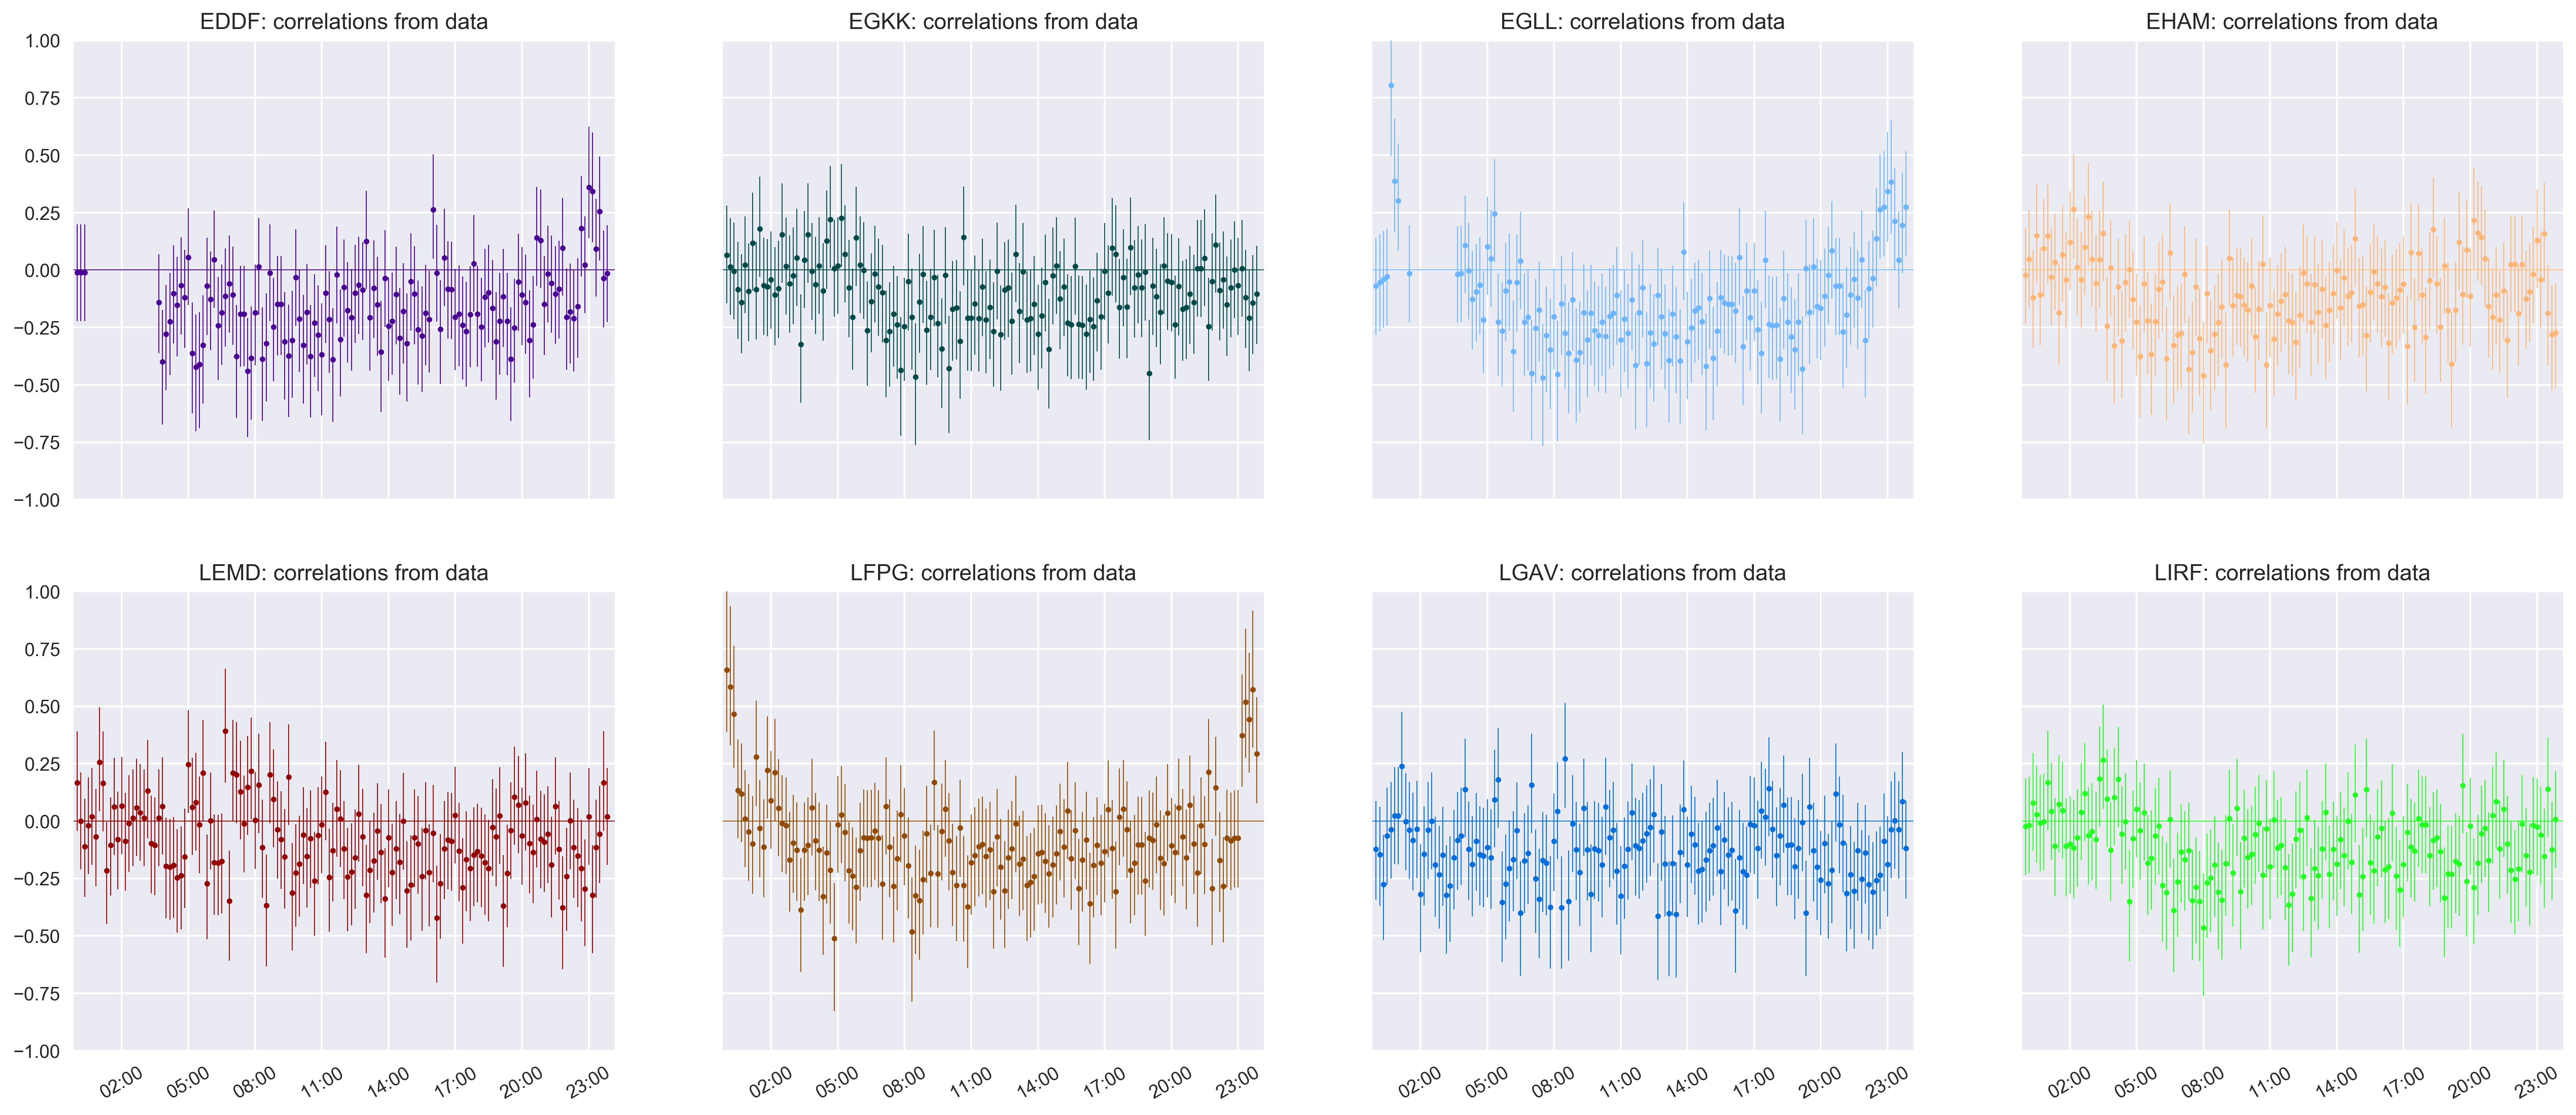 EDDF: correlations from data
EGKK: correlations from data
EGLL: correlations from data
EHAM: correlations from data
1.00
0.75
0.50
0.25
0.00
−0.25
−0.50
−0.75
−1.00
LEMD: correlations from data
LFPG: correlations from data
LGAV: correlations from data
LIRF: correlations from data
1.00
0.75
0.50
0.25
0.00
−0.25
−0.50
−0.75
−1.00
02:00 05:00 08:00 11:00 14:00 17:00 20:00 23:00
02:00 05:00 08:00 11:00 14:00 17:00 20:00 23:00
02:00 05:00 08:00 11:00 14:00 17:00 20:00 23:00
02:00 05:00 08:00 11:00 14:00 17:00 20:00 23:00